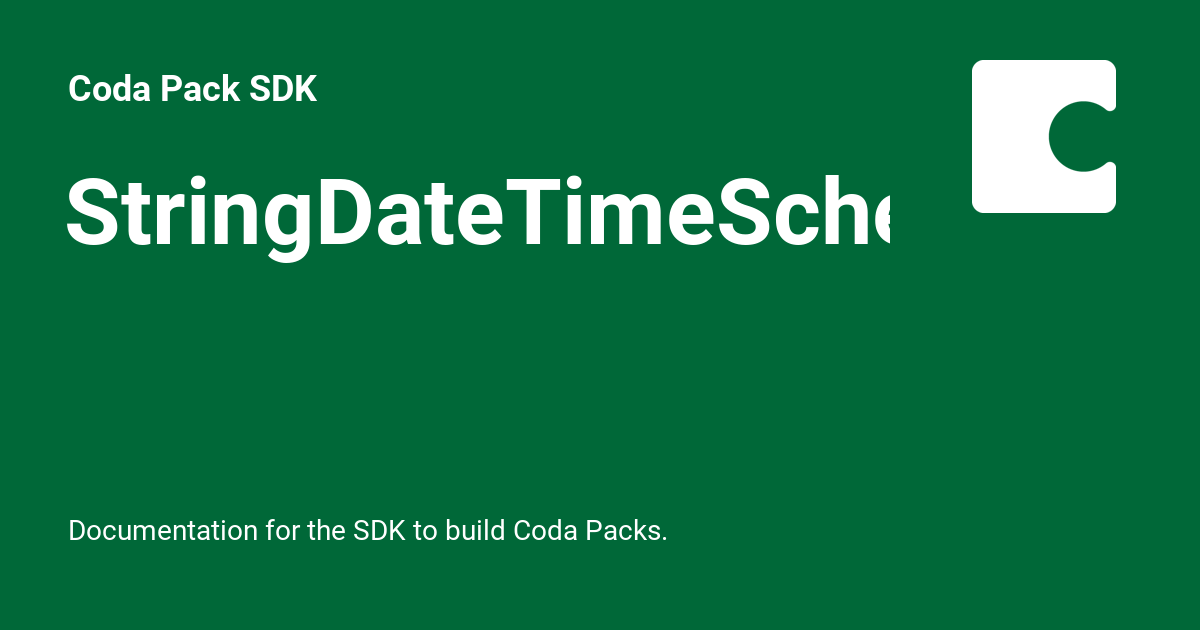 Coda Pack SDK
StringDateTimeSche
Documentation for the SDK to build Coda Packs.